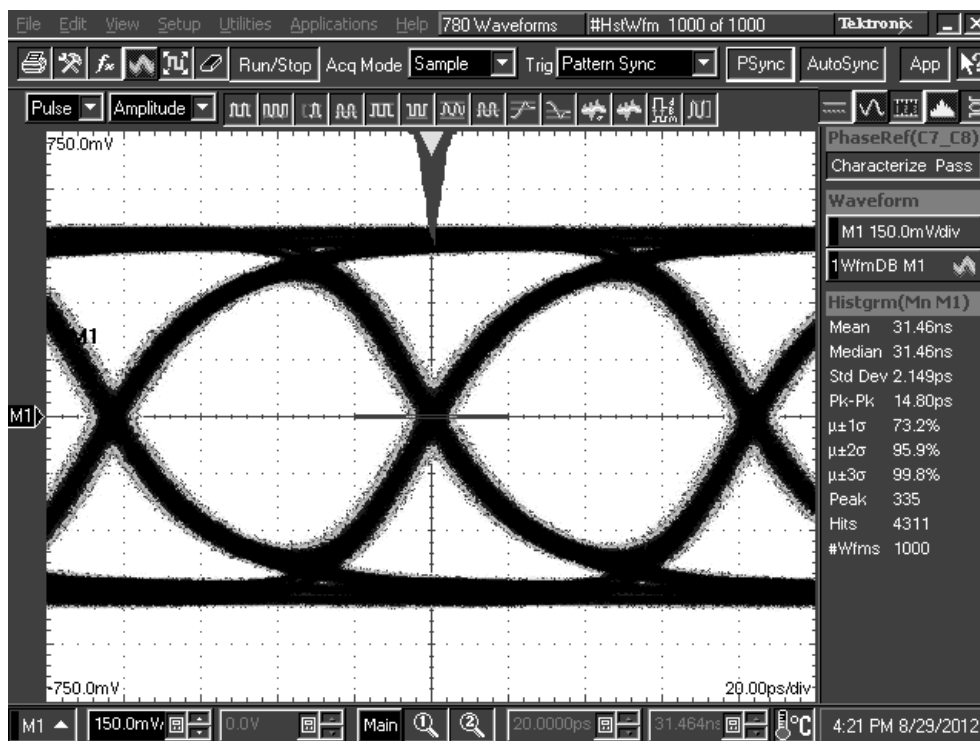 File Edit View Setup Utilities Applications Help 780 Waveforms #HstWfm 1000 of 1000 Tektronix
Run/Stop Acq Mode Sample Trig Pattern Sync PSync AutoSync App
Pulse Amplitude
750.0mV
M1
M1
-750.0mV
20.00ps/div
PhaseRef(C7_C8)
Characterize Pass
Waveform
M1 150.0mV/div
1WfmDB M1
Histgrm(Mn M1)
Mean 31.46ns
Median 31.46ns
Std Dev 2.149ps
Pk-Pk 14.80ps
µ±1σ 73.2%
µ±2σ 95.9%
µ±3σ 99.8%
Peak 335
Hits 4311
#Wfms 1000
M1 150.0mV/ 0.0V Main 1 2 20.0000ps 31.464n °C 4:21 PM 8/29/2012